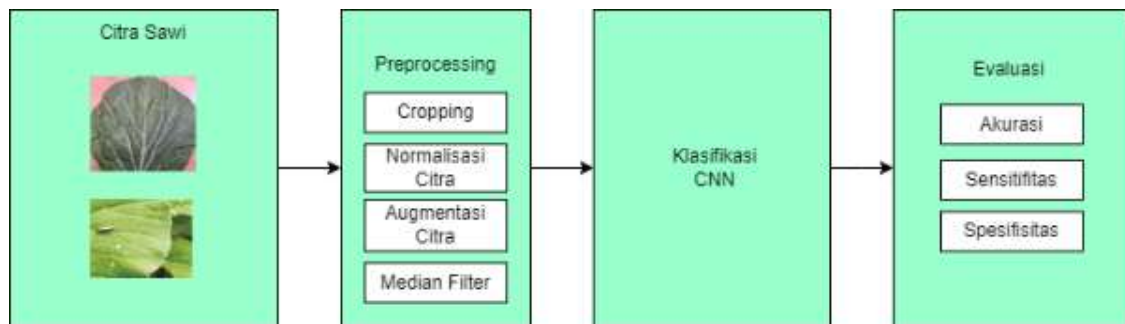 Citra Sawi
Preprocessing
Cropping
Normalisasi
Citra
Augmentasi
Citra
Median Filter
Klasifikasi
CNN
Evaluasi
Akurasi
Sensitifitas
Spesifisitas